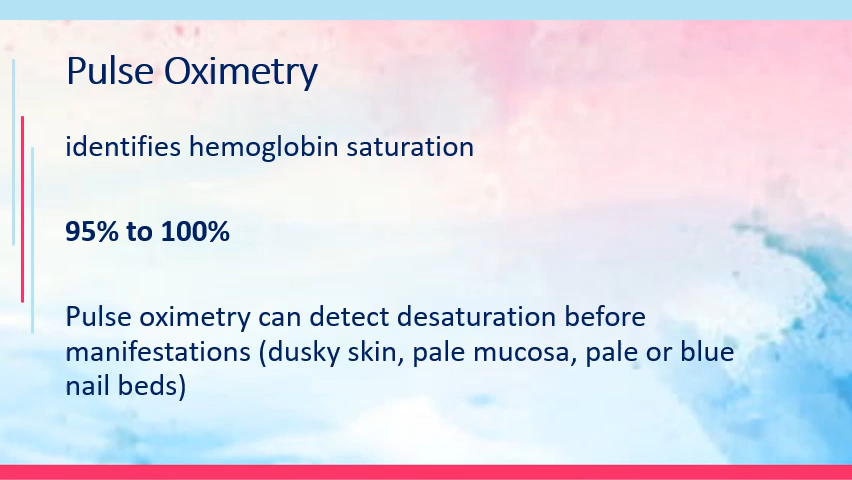 Pulse Oximetry
identifies hemoglobin saturation
95% to 100%
Pulse oximetry can detect desaturation before
manifestations (dusky skin, pale mucosa, pale or blue
nail beds)